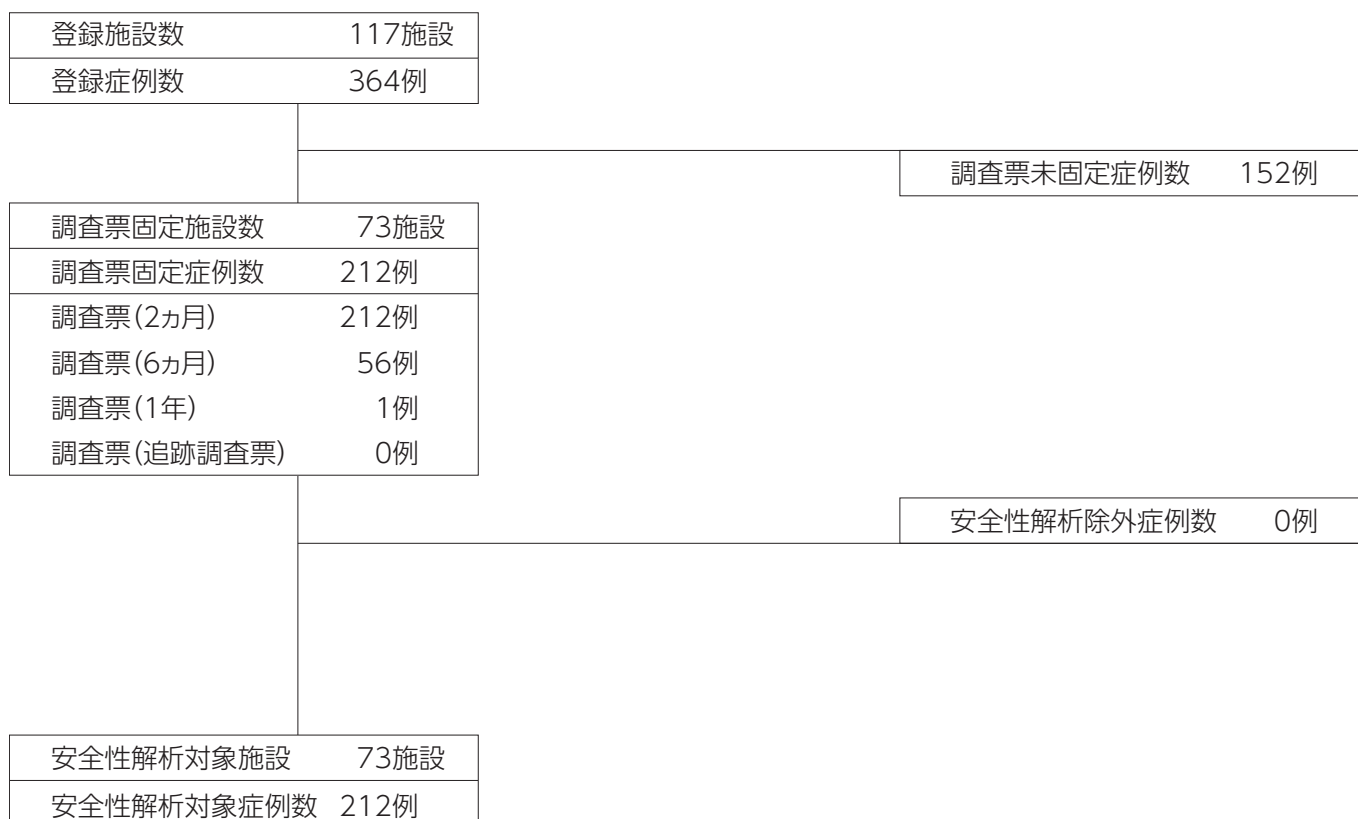 登録施設数 117施設
登録症例数 364例
調査票未固定症例数 152例
調査票固定施設数 73施設
調査票固定症例数 212例
調査票(2ヵ月) 212例
調査票(6ヵ月) 56例
調査票(1年) 1例
調査票(追跡調査票) 0例
安全性解析除外症例数 0例
安全性解析対象施設 73施設
安全性解析対象症例数 212例